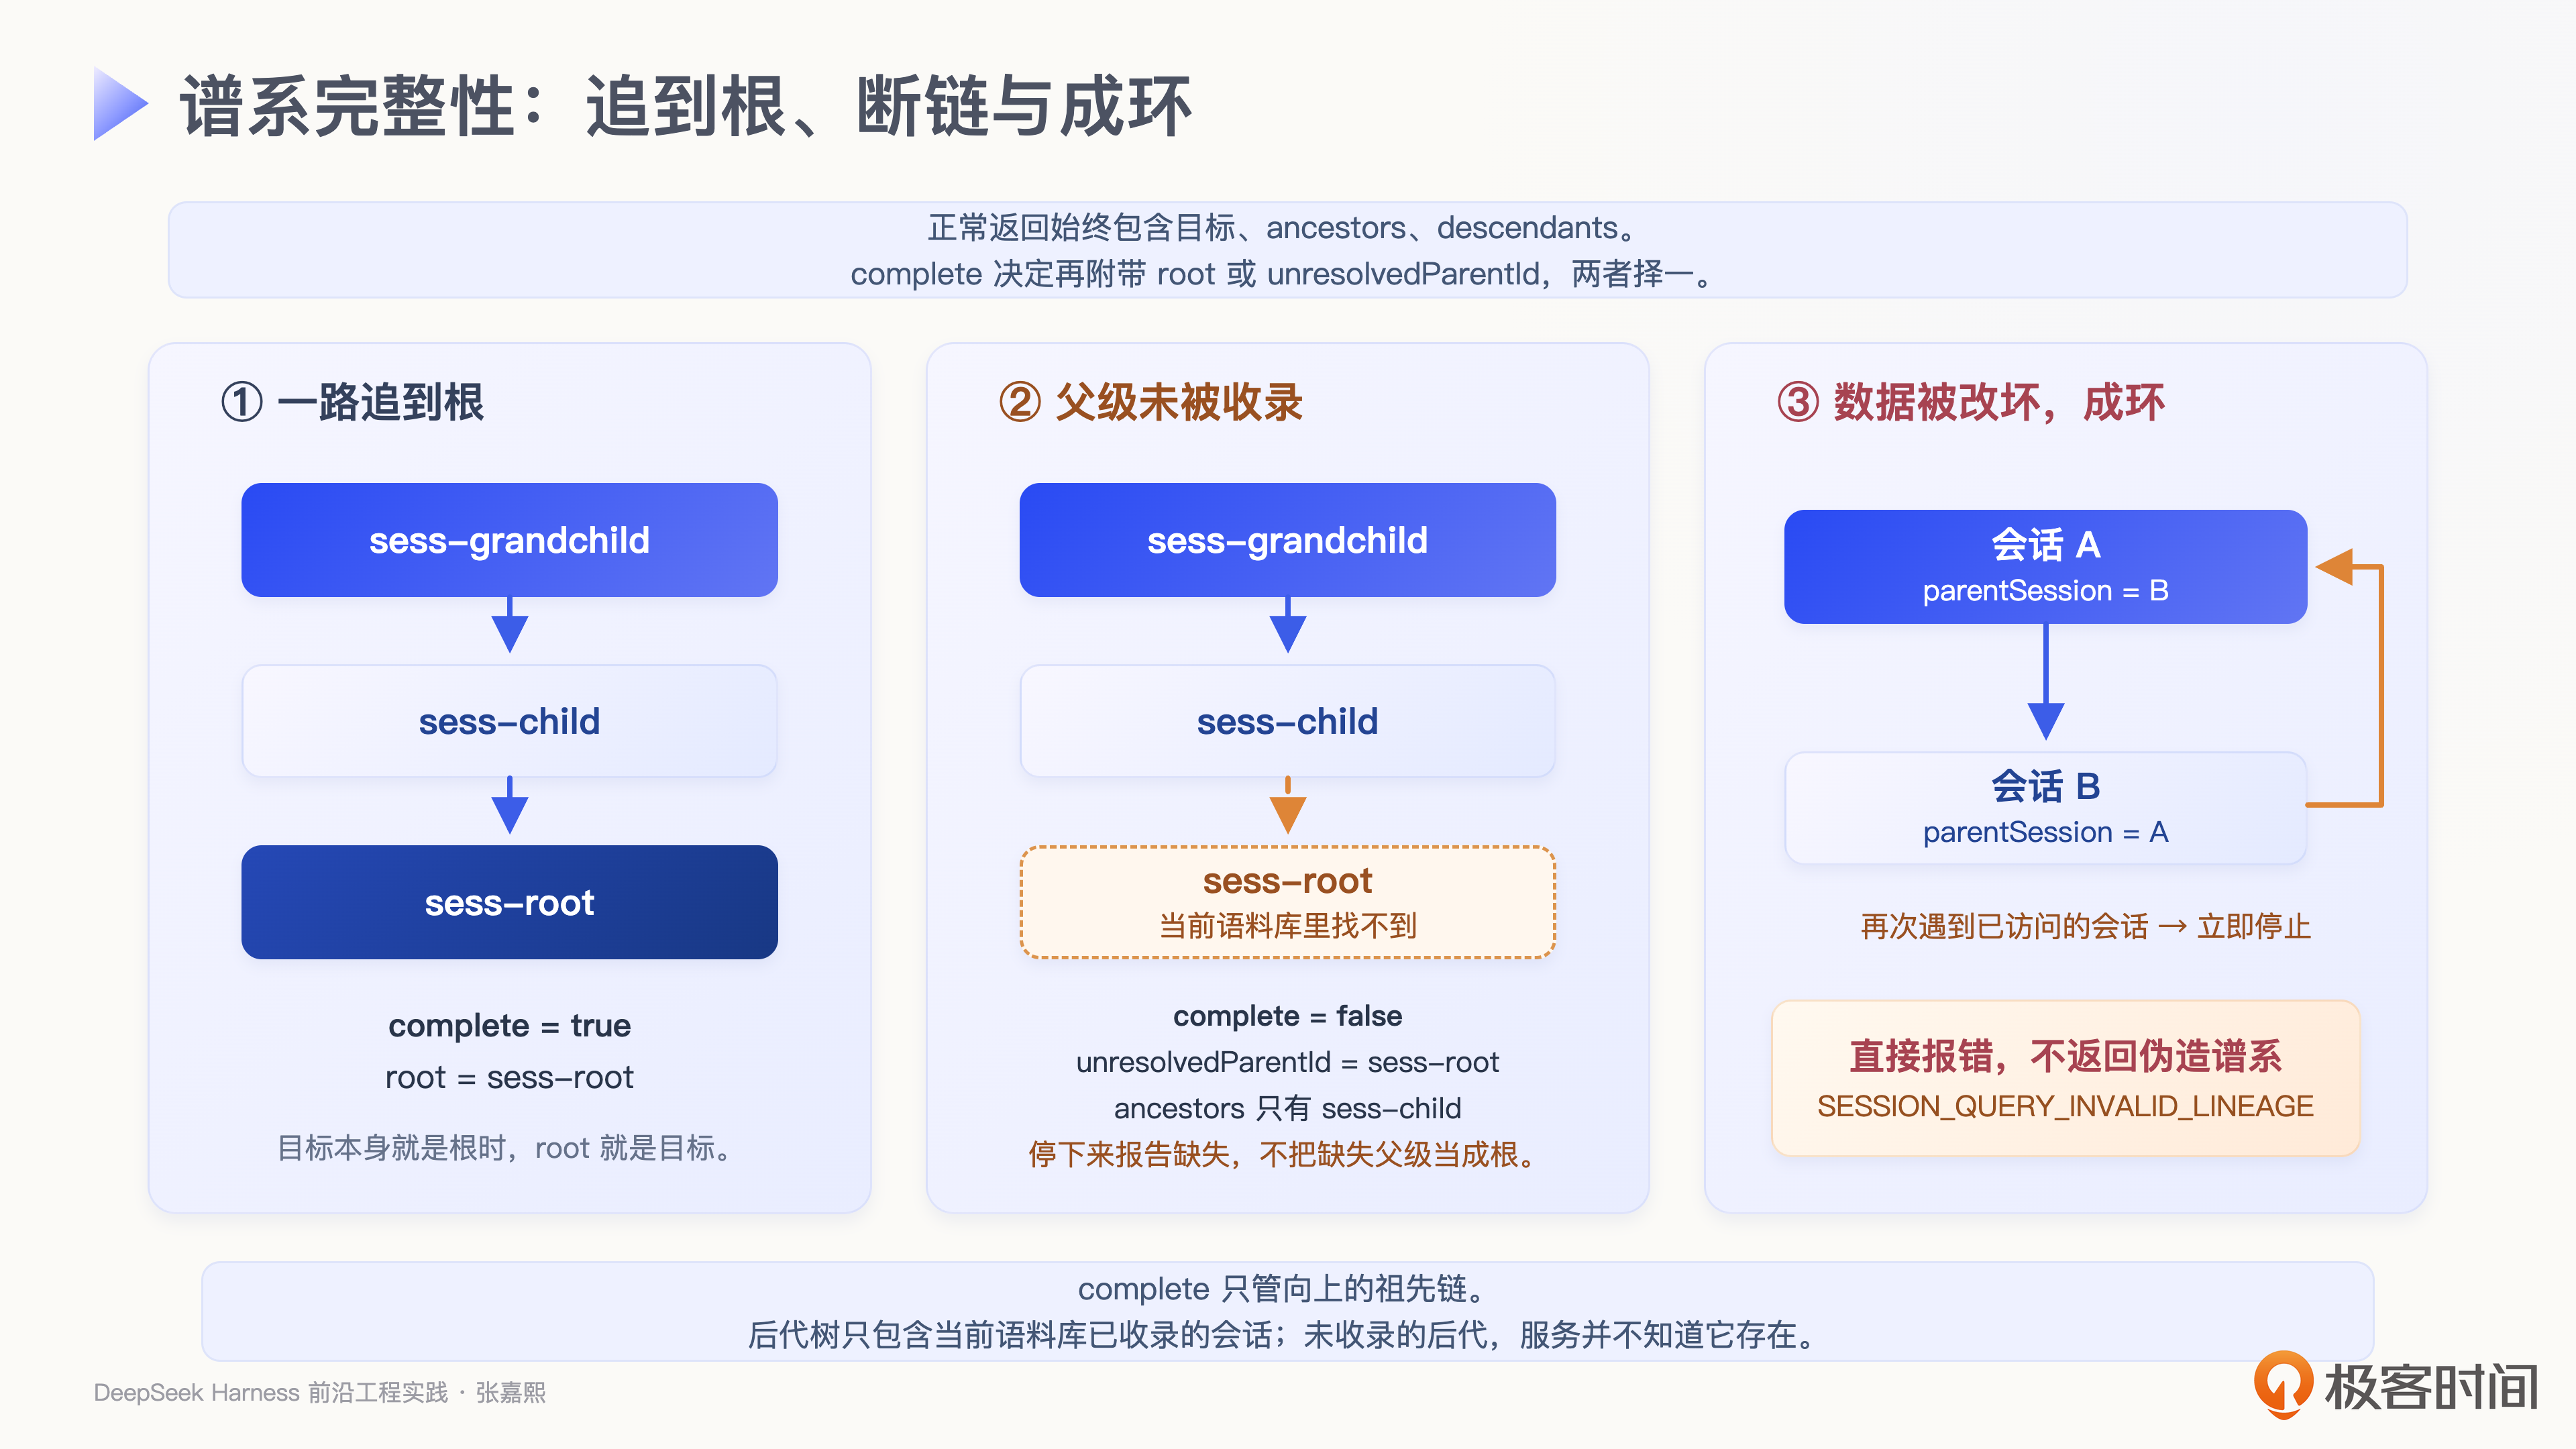 谱系完整性：追到根、断链与成环
正常返回始终包含目标、ancestors、descendants。
complete 决定再附带 root 或 unresolvedParentId，两者择一。
① 一路追到根
sess-grandchild
sess-child
sess-root
complete = true
root = sess-root
目标本身就是根时，root 就是目标。
② 父级未被收录
sess-grandchild
sess-child
sess-root
当前语料库里找不到
complete = false
unresolvedParentId = sess-root
ancestors 只有 sess-child
停下来报告缺失，不把缺失父级当成根。
③ 数据被改坏，成环
会话 A
parentSession = B
会话 B
parentSession = A
再次遇到已访问的会话 → 立即停止
直接报错，不返回伪造谱系
SESSION_QUERY_INVALID_LINEAGE
complete 只管向上的祖先链。
后代树只包含当前语料库已收录的会话；未收录的后代，服务并不知道它存在。
DeepSeek Harness 前沿工程实践 · 张嘉熙
极客时间